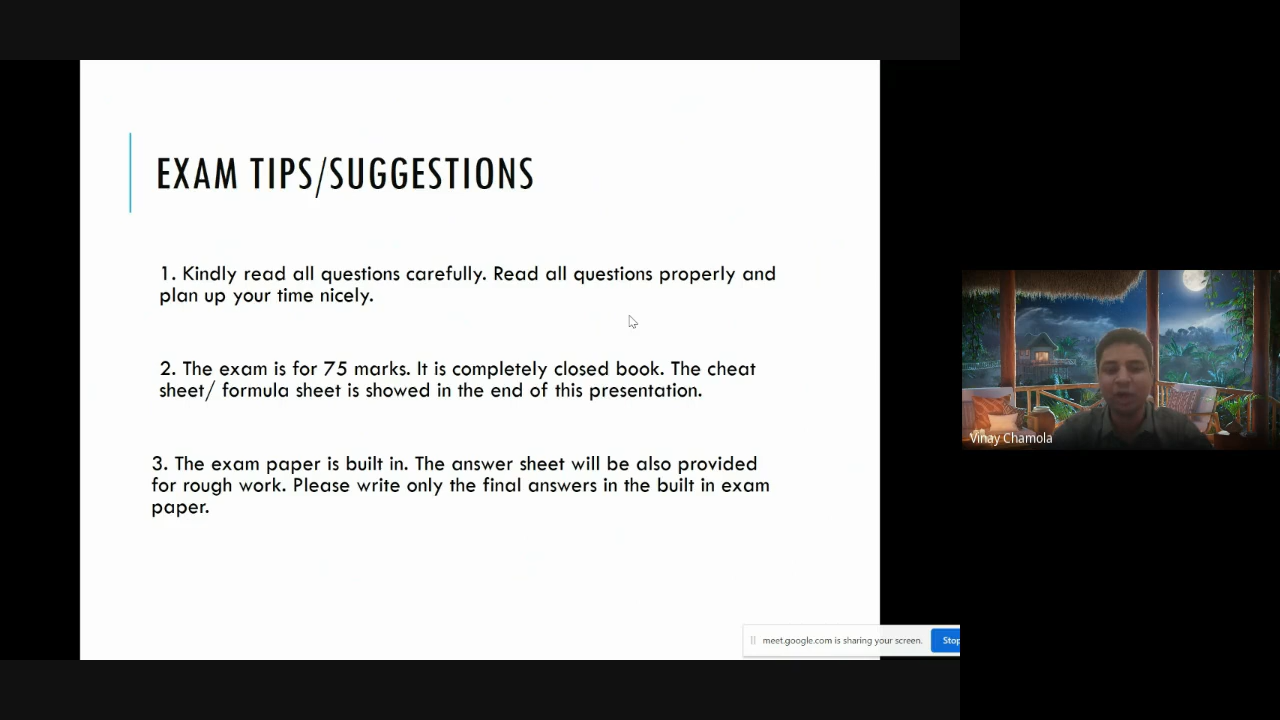 EXAM TIPS/SUGGESTIONS
1. Kindly read all questions carefully. Read all questions properly and
plan up your time nicely.
2. The exam is for 75 marks. It is completely closed book. The cheat
sheet/ formula sheet is showed in the end of this presentation.
3. The exam paper is built in. The answer sheet will be also provided
for rough work. Please write only the final answers in the built in exam
paper.
Vinay Chamola
meet.google.com is sharing your screen.
Stop